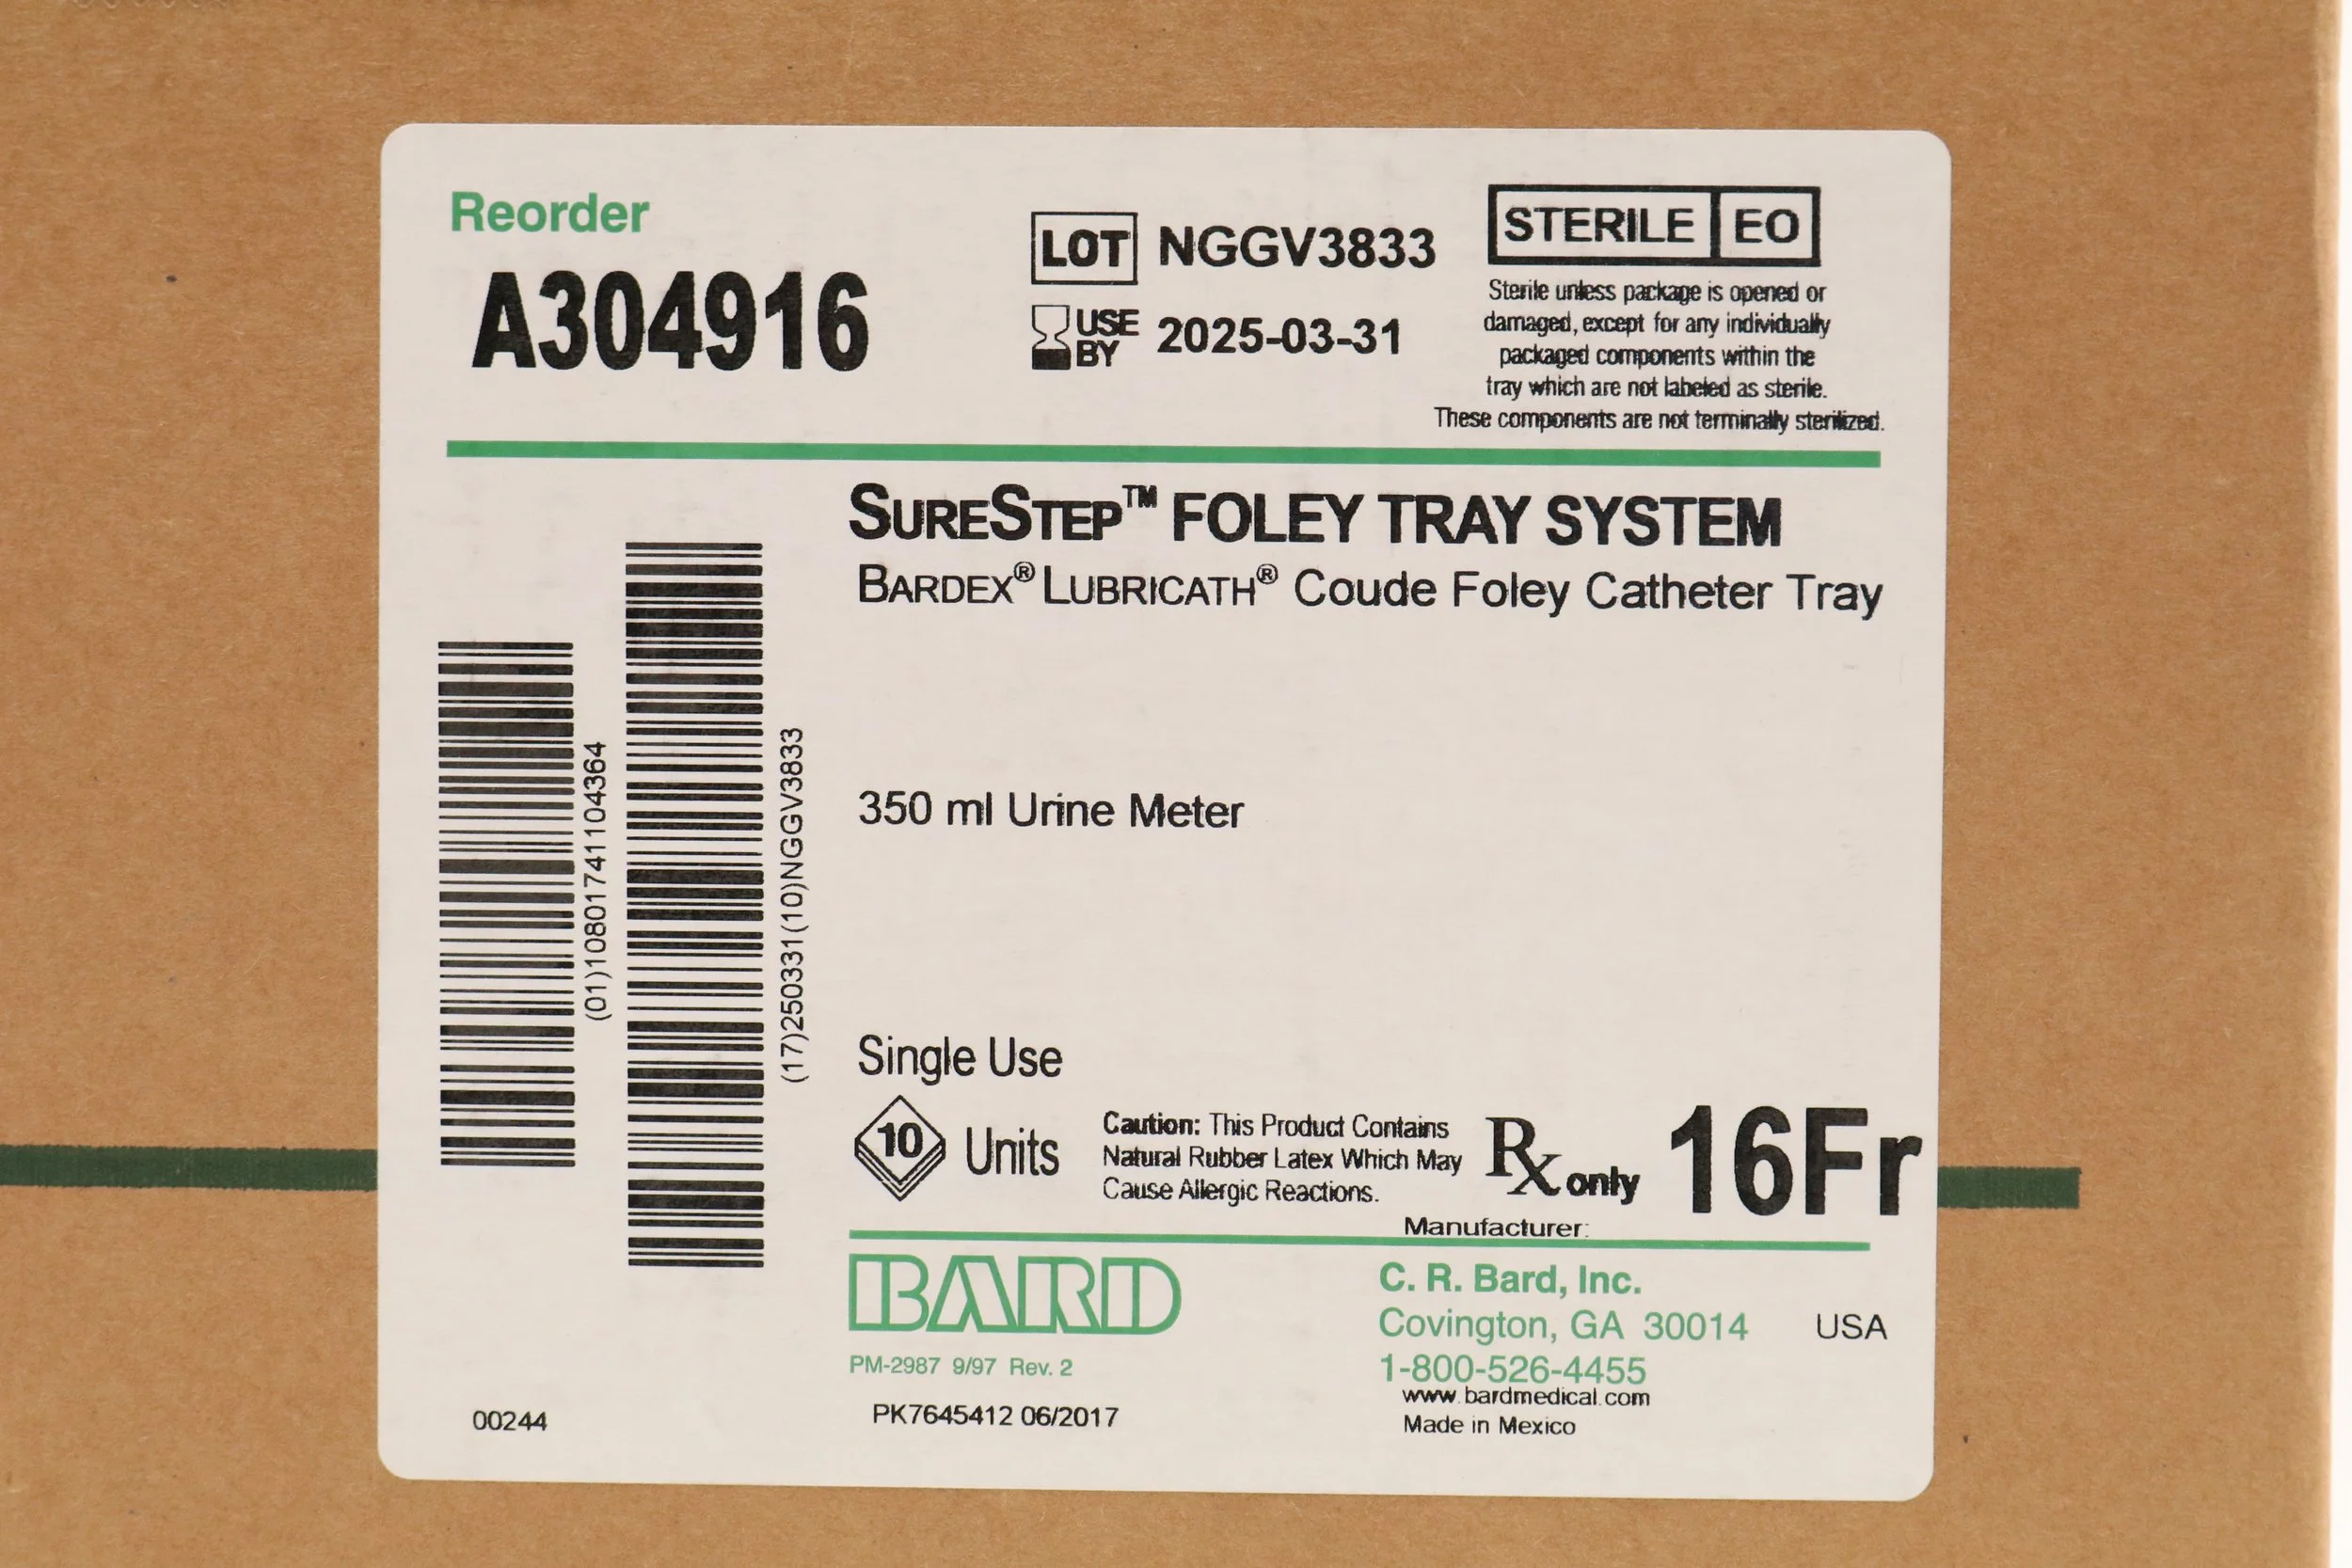 Reorder
A304916
LOT NGGV3833
USE BY 2025-03-31
STERILE EO
Sterile unless package is opened or
damaged, except for any individually
packaged components within the
tray which are not labeled as sterile.
These components are not terminally sterilized.
SURESTEP™ FOLEY TRAY SYSTEM
BARDEX® LUBRICATH® Coude Foley Catheter Tray
(01)10801741104364
(17)250331(10)NGGV3833
350 ml Urine Meter
Single Use
10 Units
Caution: This Product Contains
Natural Rubber Latex Which May
Cause Allergic Reactions.
Rx only
16Fr
Manufacturer:
BARD
C. R. Bard, Inc.
Covington, GA 30014 USA
1-800-526-4455
www.bardmedical.com
Made in Mexico
PM-2987 9/97 Rev. 2
PK7645412 06/2017
00244